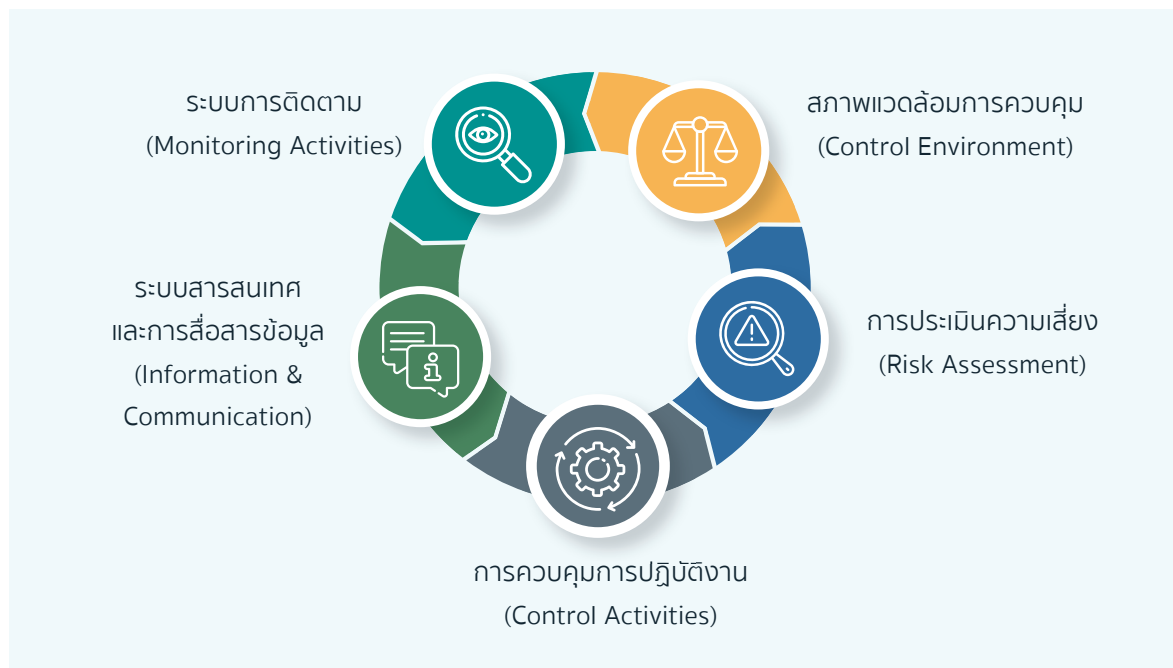 ระบบการติดตาม
(Monitoring Activities)
สภาพแวดล้อมการควบคุม
(Control Environment)
ระบบสารสนเทศ
และการสื่อสารข้อมูล
(Information &
Communication)
การประเมินความเสี่ยง
(Risk Assessment)
การควบคุมการปฏิบัติงาน
(Control Activities)